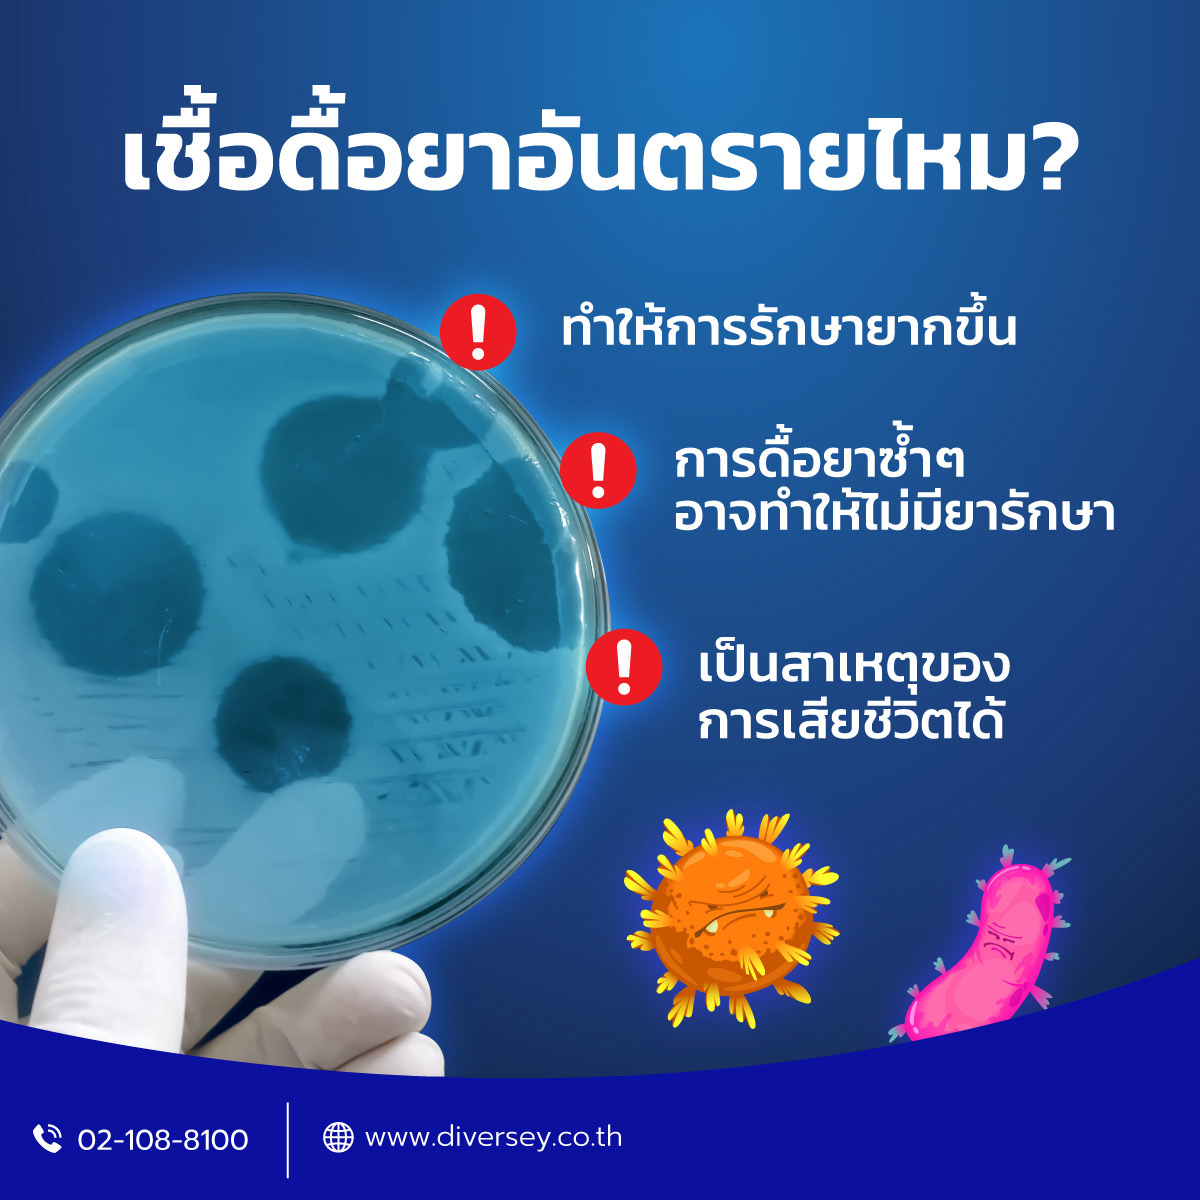 เชื้อดื้อยาอันตรายไหม?
ทำให้การรักษายากขึ้น
การดื้อยาซ้ำๆ
อาจทำให้ไม่มียารักษา
เป็นสาเหตุของ
การเสียชีวิตได้
02-108-8100
www.diversey.co.th